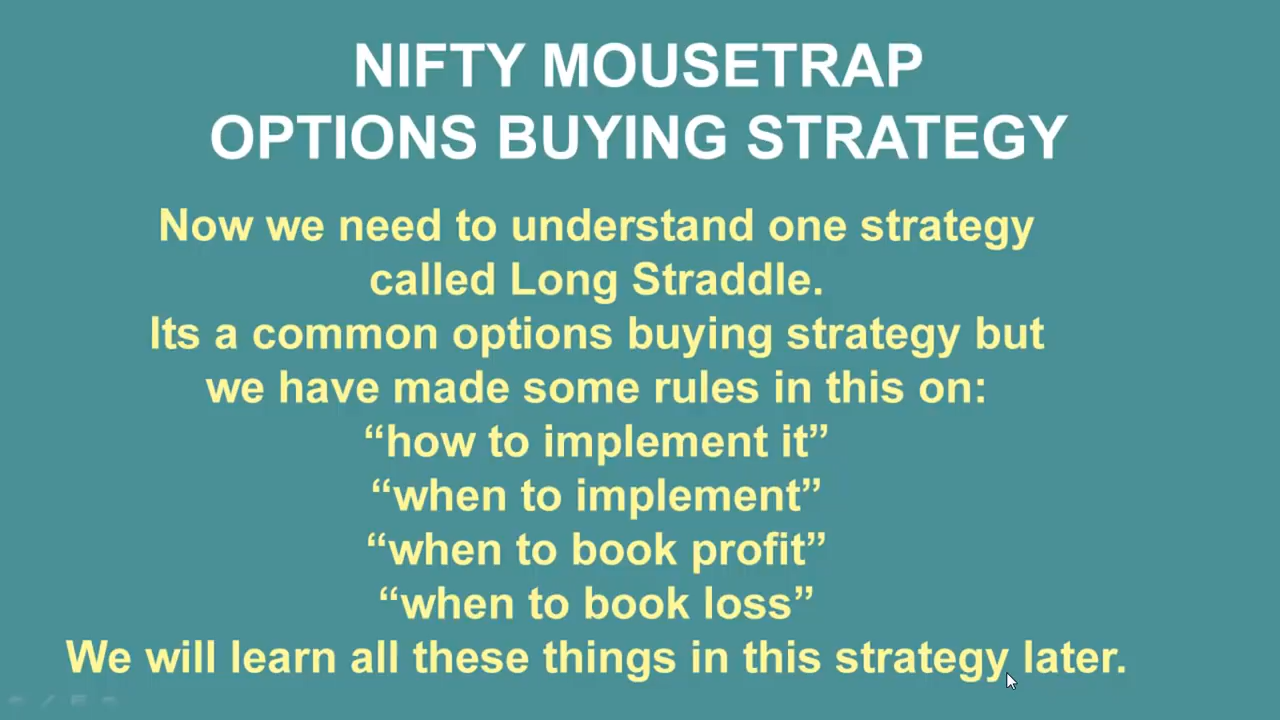 NIFTY MOUSETRAP
OPTIONS BUYING STRATEGY
Now we need to understand one strategy
called Long Straddle.
Its a common options buying strategy but
we have made some rules in this on:
“how to implement it”
“when to implement”
“when to book profit”
“when to book loss”
We will learn all these things in this strategy later.